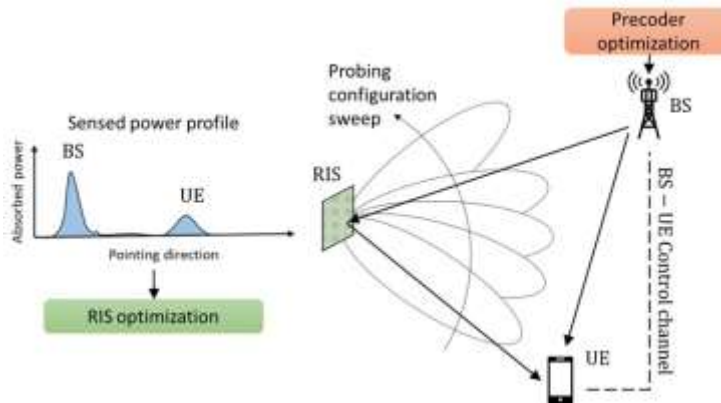 Precoder
optimization
BS
Probing
configuration
sweep
Sensed power profile
BS
UE
RIS
Absorbed power
Pointing direction
RIS optimization
BS – UE Control channel
UE